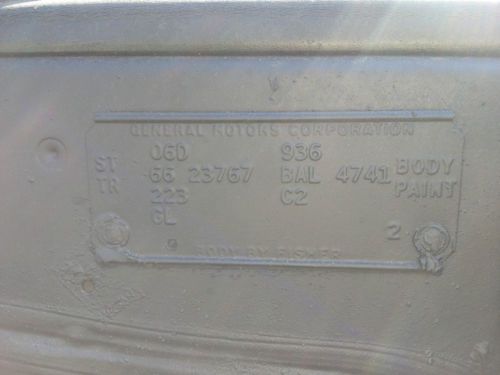 GENERAL MOTORS CORPORATION
06D 936
ST 66 23767 BAL 4741 BODY
TR 223 C2 PAINT
GL
2
BODY BY FISHER